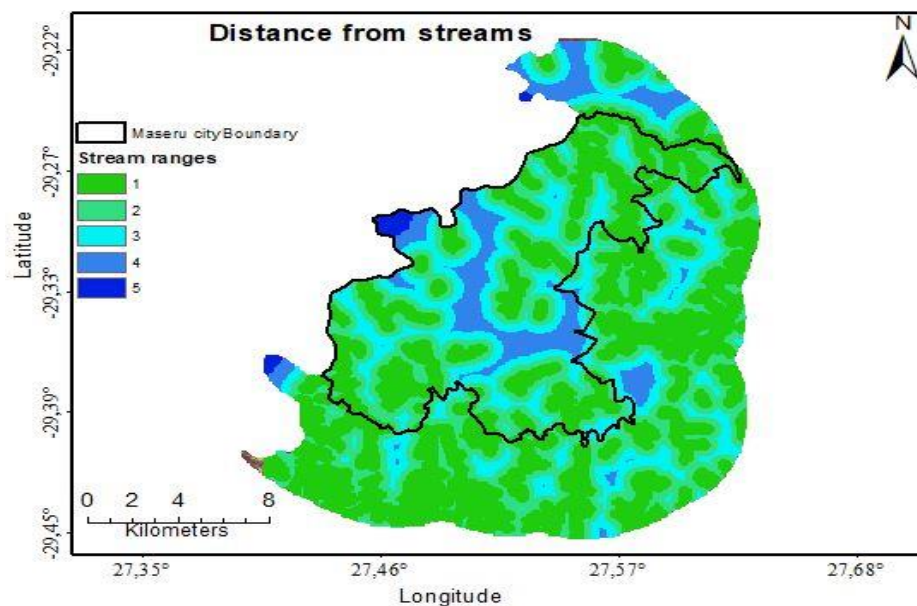 Distance from streams
N
Maseru city Boundary
Stream ranges
1
2
3
4
5
Latitude
-29,22°
-29,27°
-29,33°
-29,39°
-29,45°
0 2 4 8
Kilometers
27,35° 27,46° 27,57° 27,68°
Longitude